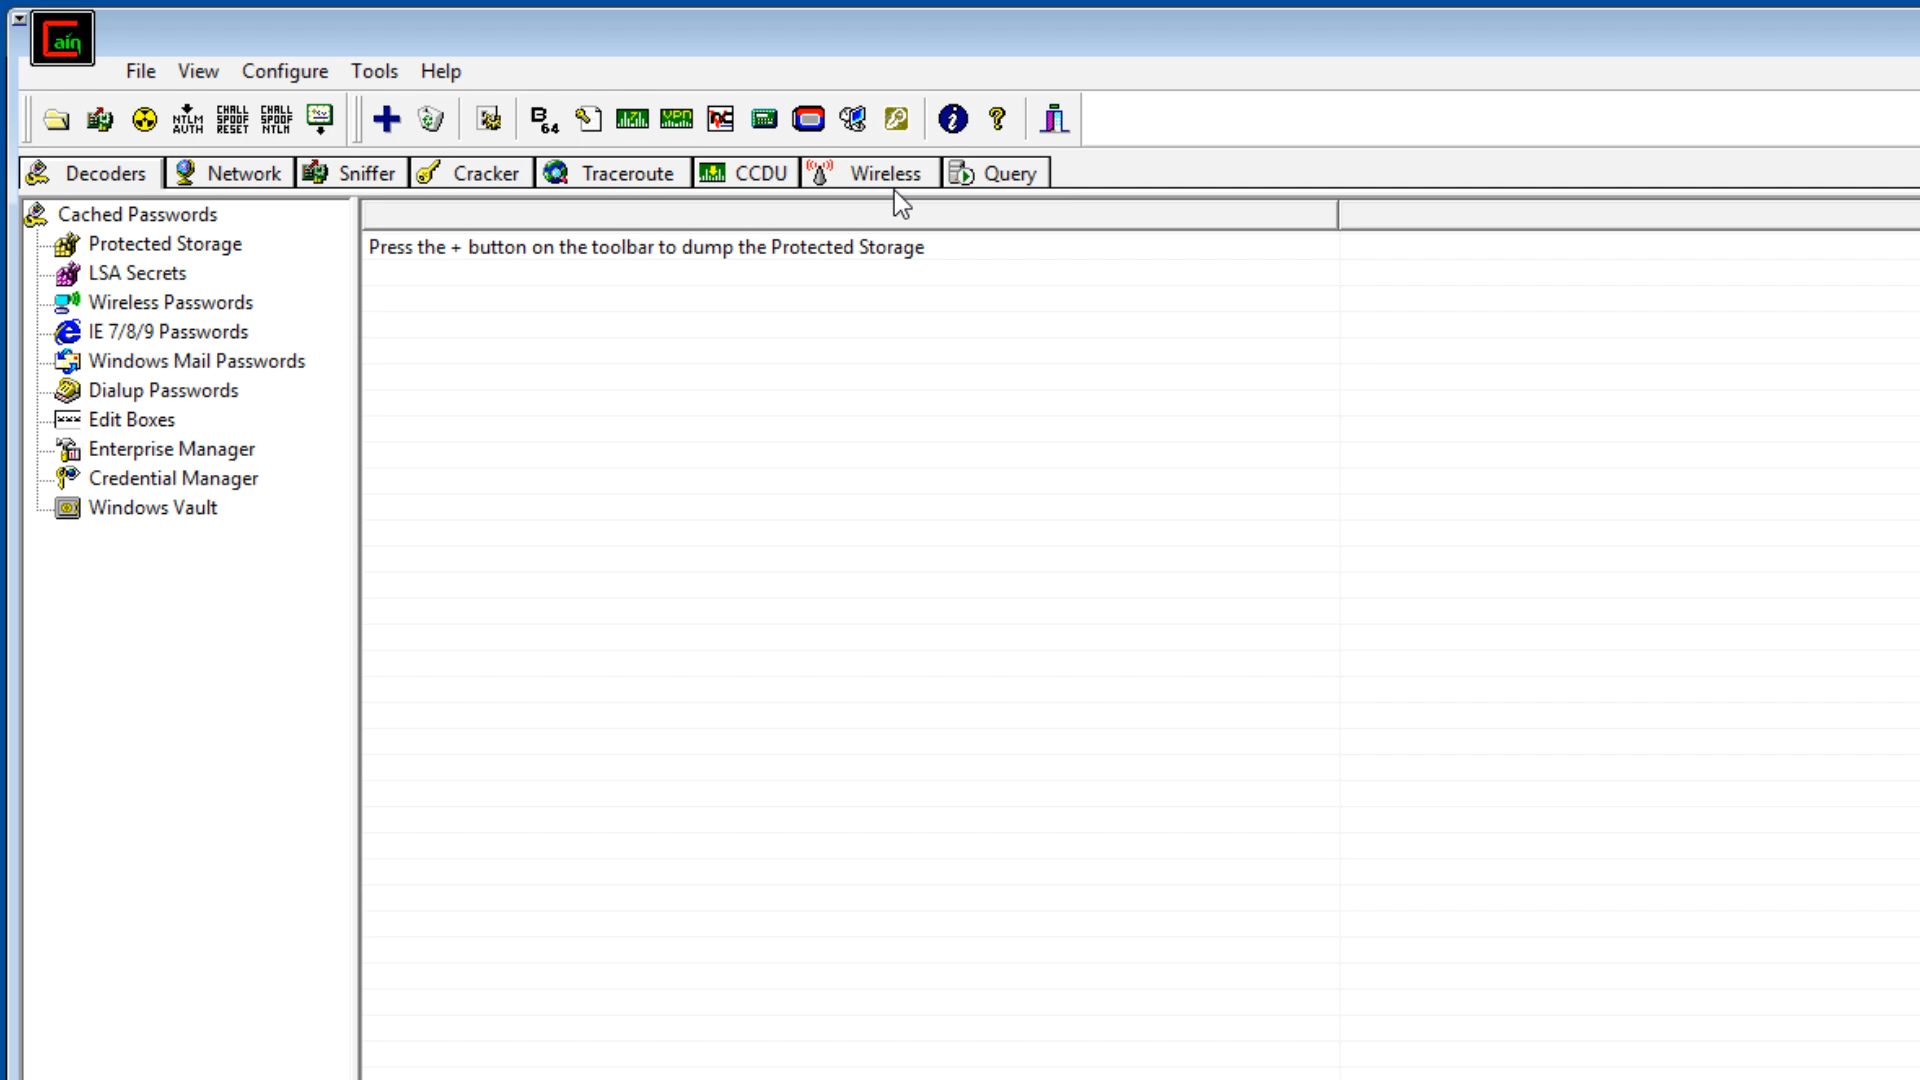 Cain
File View Configure Tools Help
NTLM AUTH CHALL SPOOF RESET CHALL SPOOF NTLM B64
Decoders Network Sniffer Cracker Traceroute CCDU Wireless Query
Cached Passwords
Protected Storage
LSA Secrets
Wireless Passwords
IE 7/8/9 Passwords
Windows Mail Passwords
Dialup Passwords
Edit Boxes
Enterprise Manager
Credential Manager
Windows Vault
Press the + button on the toolbar to dump the Protected Storage